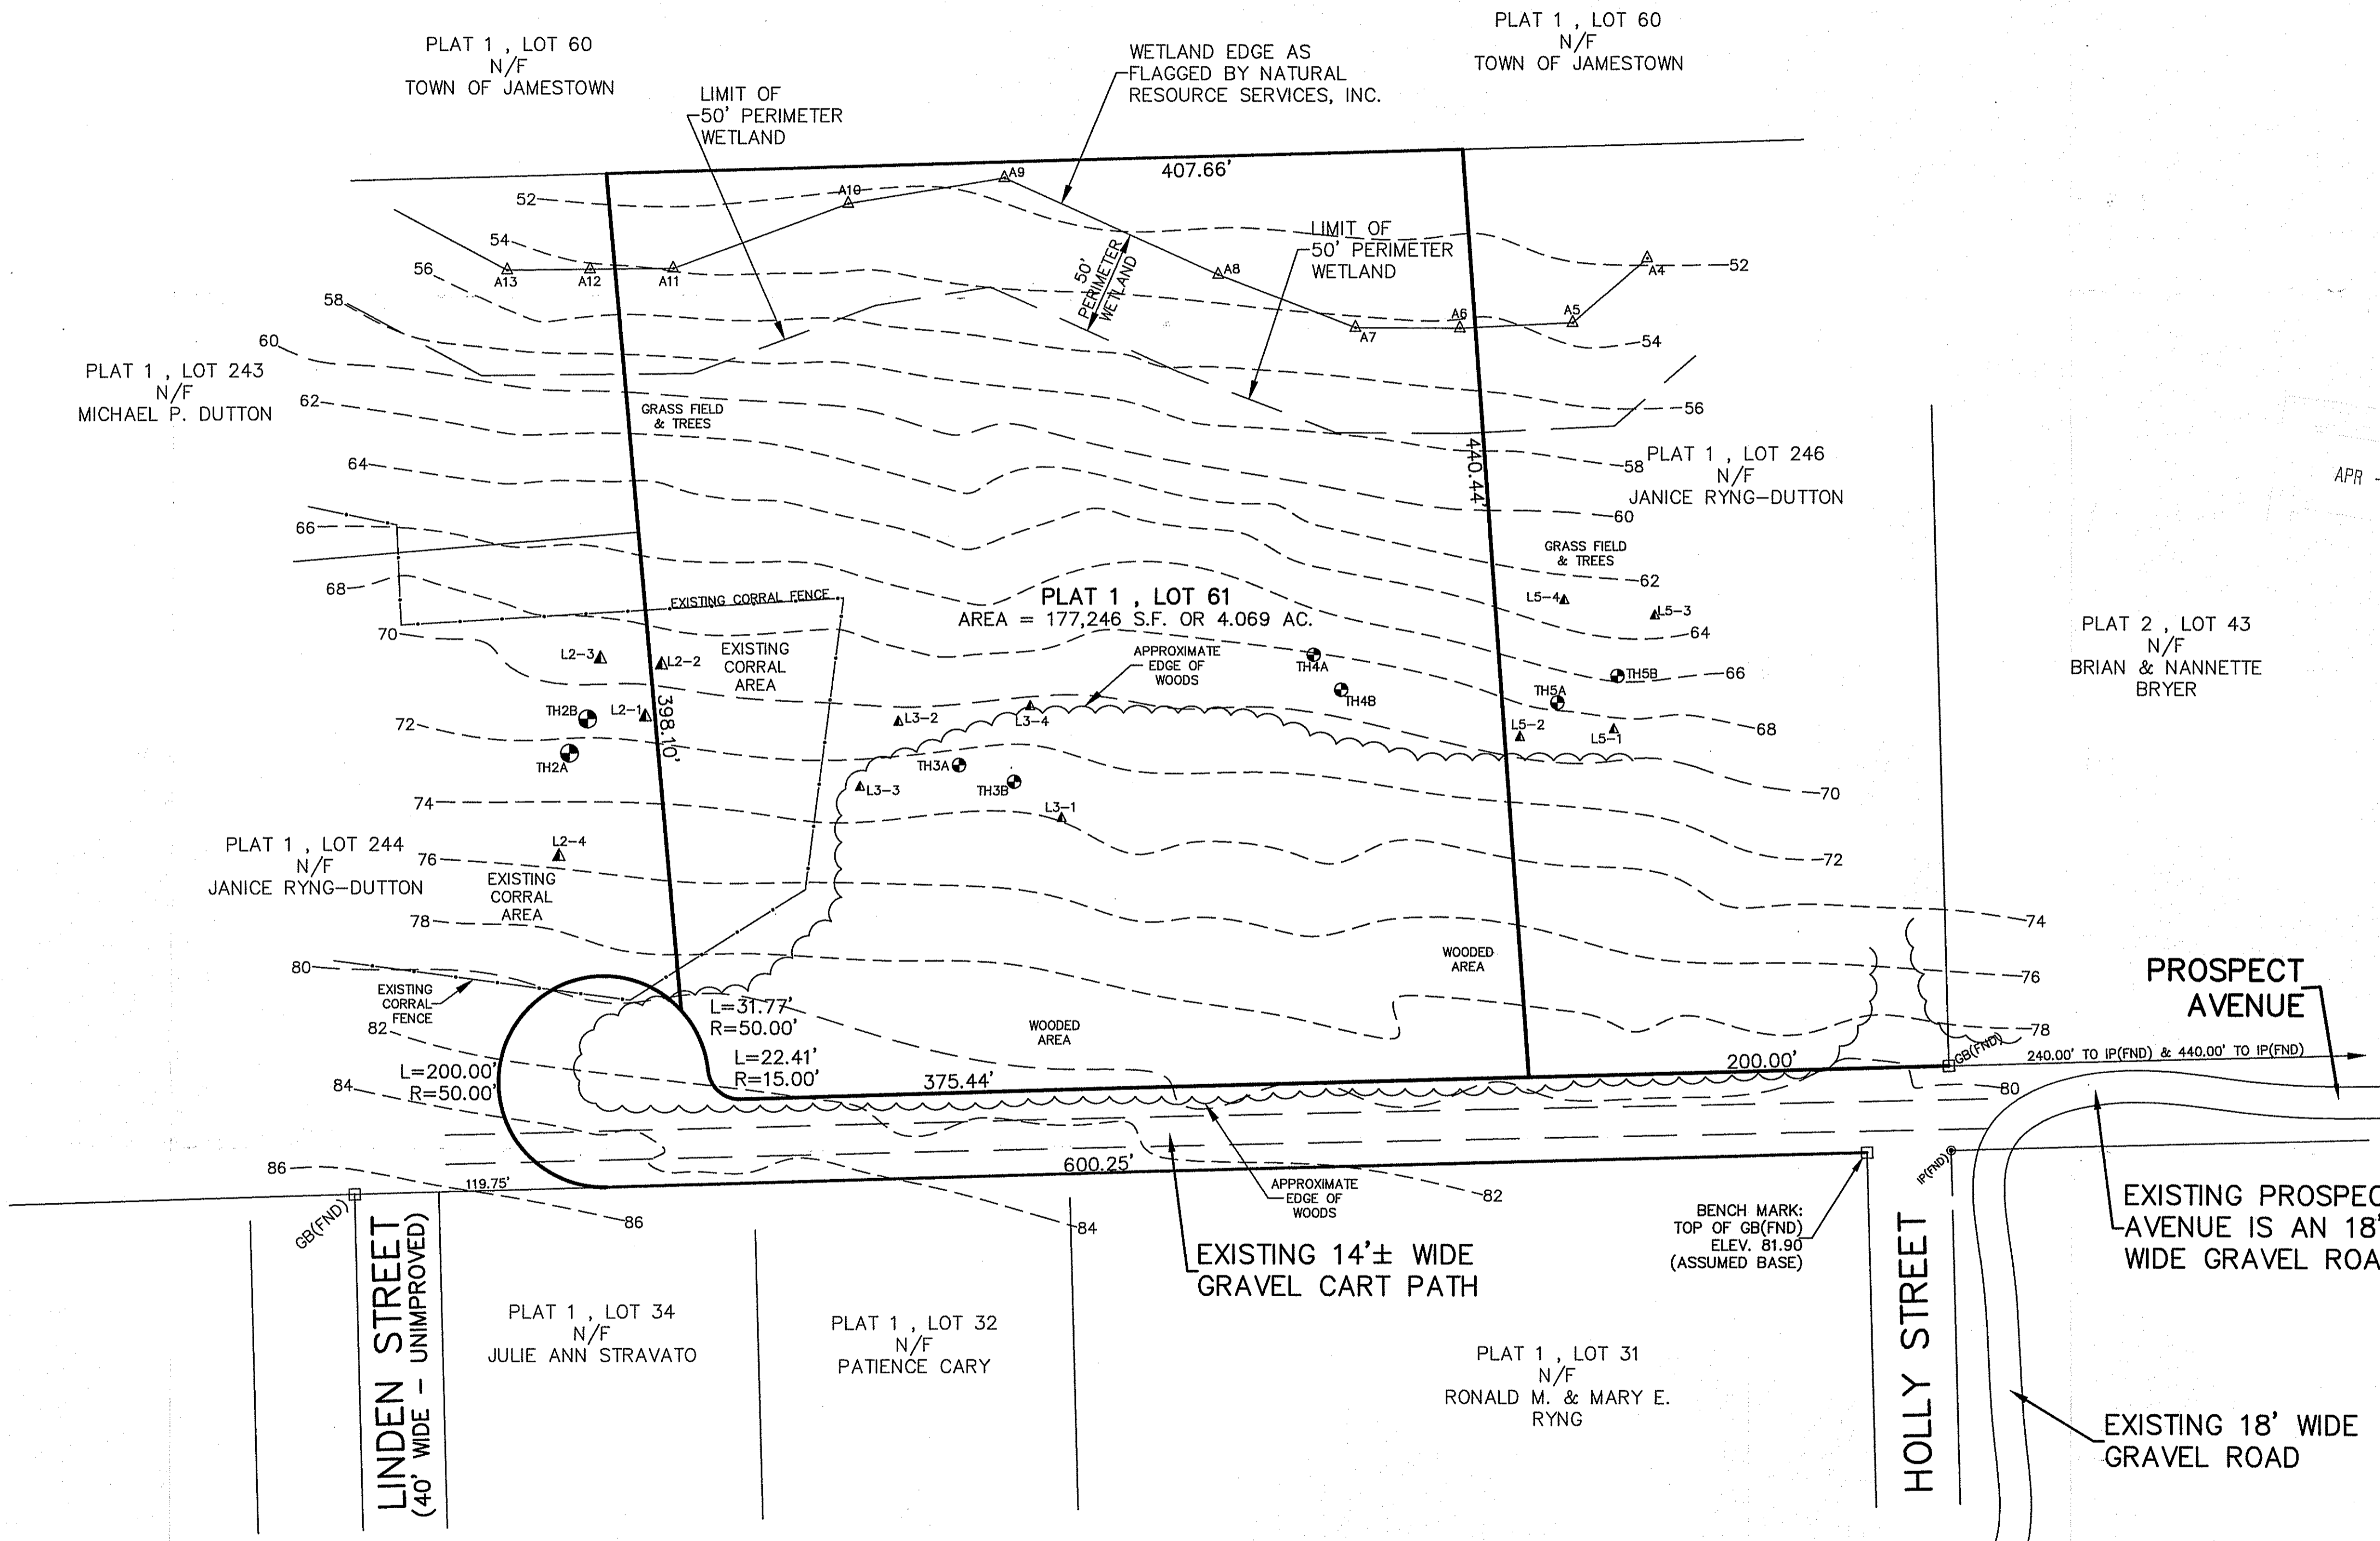 PLAT 1 , LOT 60
N/F
TOWN OF JAMESTOWN
LIMIT OF
50' PERIMETER
WETLAND
WETLAND EDGE AS
FLAGGED BY NATURAL
RESOURCE SERVICES, INC.
PLAT 1 , LOT 60
N/F
TOWN OF JAMESTOWN
407.66'
A9
A10
52
54
56
58
60
62
64
66
68
70
72
74
76
78
80
82
84
86
A13
A12
A11
50'
PERIMETER
WETLAND
A8
LIMIT OF
50' PERIMETER
WETLAND
A7
A6
A5
A4
52
54
56
58
60
62
64
66
68
70
72
74
76
78
80
82
84
86
PLAT 1 , LOT 243
N/F
MICHAEL P. DUTTON
GRASS FIELD
& TREES
440.44'
PLAT 1 , LOT 246
N/F
JANICE RYNG-DUTTON
APR -
GRASS FIELD
& TREES
EXISTING CORRAL FENCE
PLAT 1 , LOT 61
AREA = 177,246 S.F. OR 4.069 AC.
L5-4
L5-3
PLAT 2 , LOT 43
N/F
BRIAN & NANNETTE
BRYER
L2-3
L2-2
EXISTING
CORRAL
AREA
APPROXIMATE
EDGE OF
WOODS
TH4A
TH4B
TH5B
TH5A
TH2B
L2-1
398.10'
L3-2
L3-4
L5-2
L5-1
TH2A
TH3A
TH3B
L3-3
L3-1
PLAT 1 , LOT 244
N/F
JANICE RYNG-DUTTON
L2-4
EXISTING
CORRAL
AREA
WOODED
AREA
PROSPECT
AVENUE
EXISTING
CORRAL
FENCE
L=31.77'
R=50.00'
WOODED
AREA
L=22.41'
R=15.00'
L=200.00'
R=50.00'
375.44'
200.00'
GB(FND)
240.00' TO IP(FND) & 440.00' TO IP(FND)
600.25'
119.75'
GB(FND)
APPROXIMATE
EDGE OF
WOODS
IP(FND)
BENCH MARK:
TOP OF GB(FND)
ELEV. 81.90
(ASSUMED BASE)
EXISTING 14'± WIDE
GRAVEL CART PATH
EXISTING PROSPEC
AVENUE IS AN 18'
WIDE GRAVEL ROA
LINDEN STREET
(40' WIDE - UNIMPROVED)
PLAT 1 , LOT 34
N/F
JULIE ANN STRAVATO
PLAT 1 , LOT 32
N/F
PATIENCE CARY
PLAT 1 , LOT 31
N/F
RONALD M. & MARY E.
RYNG
HOLLY STREET
EXISTING 18' WIDE
GRAVEL ROAD